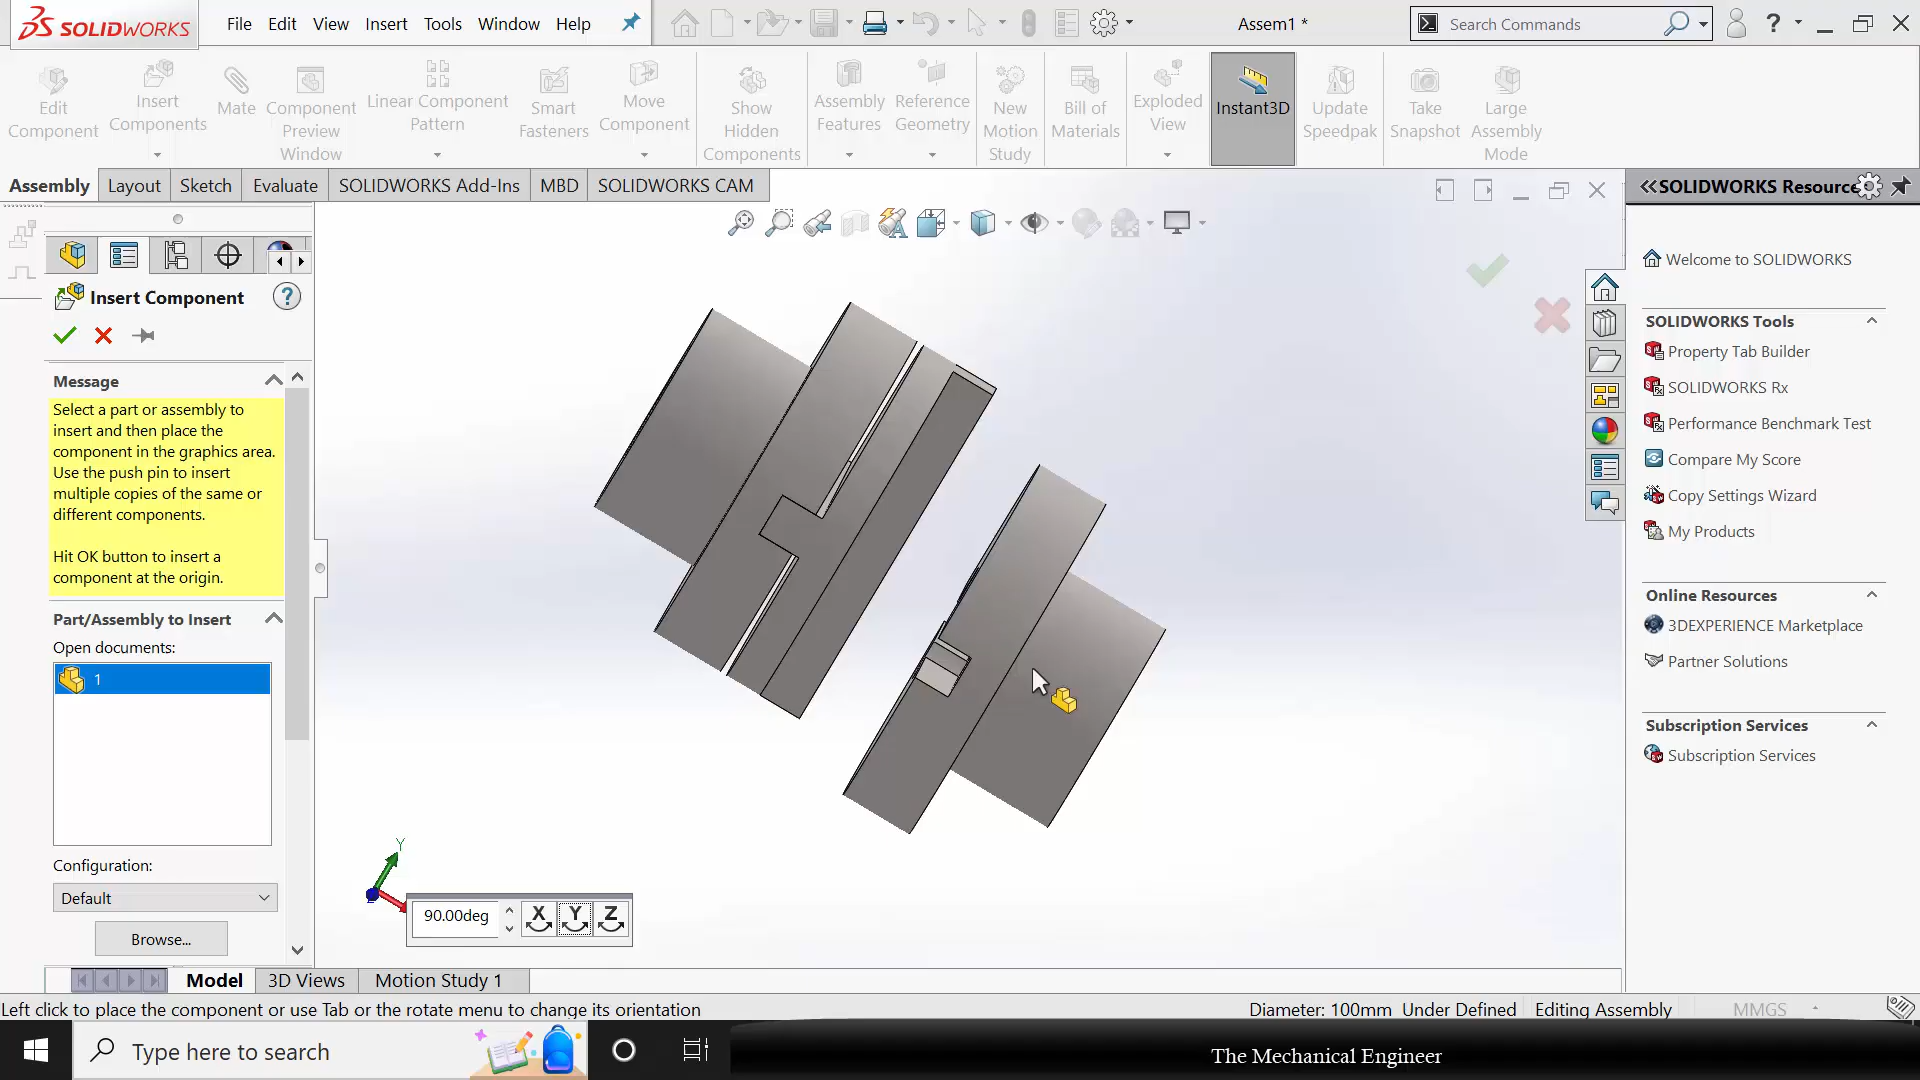 SOLIDWORKS
File
Edit
View
Insert
Tools
Window
Help
Assem1 *
Search Commands
?
Edit
Component
Insert
Components
Mate
Component
Preview
Window
Linear Component
Pattern
Smart
Fasteners
Move
Component
Show
Hidden
Components
Assembly
Features
Reference
Geometry
New
Motion
Study
Bill of
Materials
Exploded
View
Instant3D
Update
Speedpak
Take
Snapshot
Large
Assembly
Mode
Assembly
Layout
Sketch
Evaluate
SOLIDWORKS Add-Ins
MBD
SOLIDWORKS CAM
Insert Component
?
Message
Select a part or assembly to
insert and then place the
component in the graphics area.
Use the push pin to insert
multiple copies of the same or
different components.
Hit OK button to insert a
component at the origin.
Part/Assembly to Insert
Open documents:
1
Configuration:
Default
Browse...
Y
90.00deg
X
Y
Z
SOLIDWORKS Resource
Welcome to SOLIDWORKS
SOLIDWORKS Tools
Property Tab Builder
SOLIDWORKS Rx
Performance Benchmark Test
Compare My Score
Copy Settings Wizard
My Products
Online Resources
3DEXPERIENCE Marketplace
Partner Solutions
Subscription Services
Subscription Services
Model
3D Views
Motion Study 1
Left click to place the component or use Tab or the rotate menu to change its orientation
Diameter: 100mm
Under Defined
Editing Assembly
MMGS
Type here to search
The Mechanical Engineer